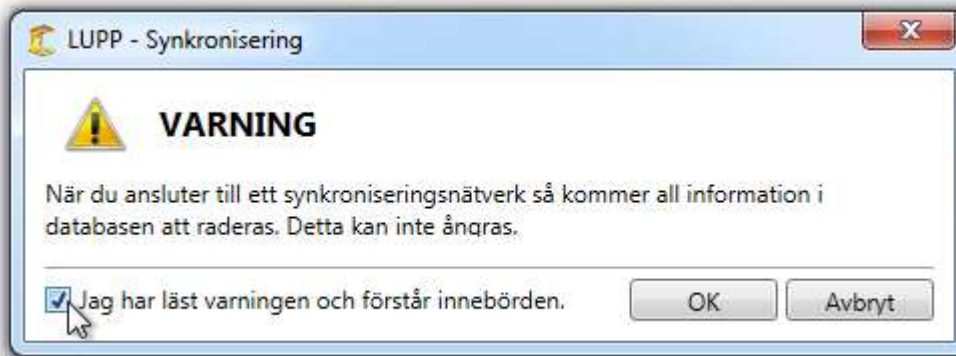 LUPP - Synkronisering
VARNING
När du ansluter till ett synkroniseringsnätverk så kommer all information i
databasen att raderas. Detta kan inte ångras.
Jag har läst varningen och förstår innebörden.
OK
Avbryt